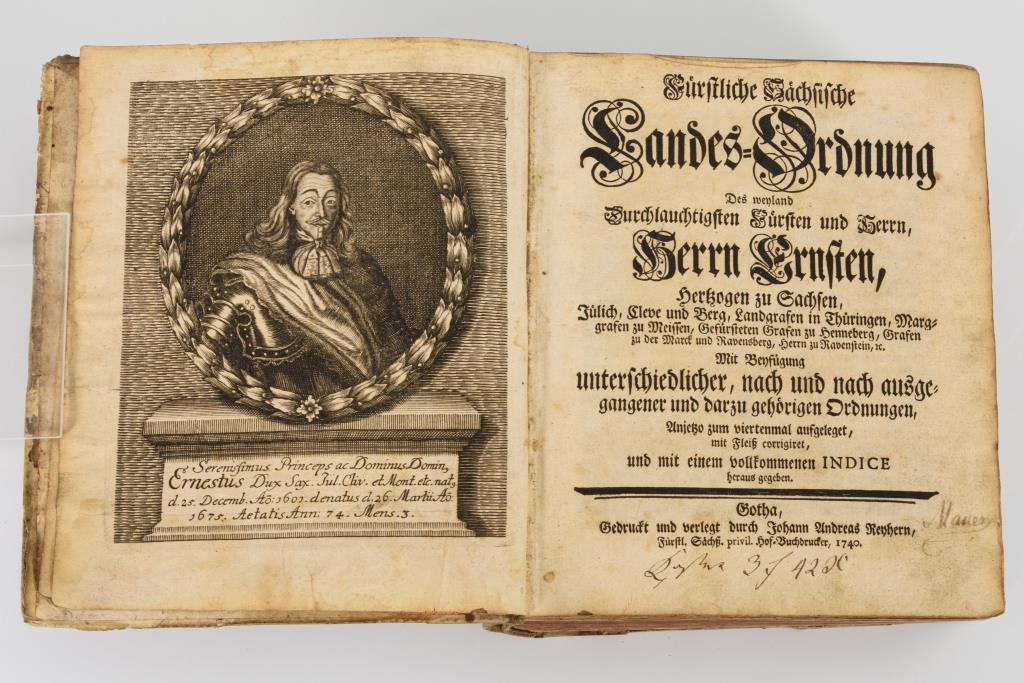 Serenissimus Princeps ac Dominus, Domin,
Ernestus Dux Sax. Jul. Cliv. et Mont. etc. nat,
d. 25. Decemb. Aõ: 1601. denatus d. 26. Martii Aõ:
1675. Aetatis Ann: 74. Mens. 3.
Fürstliche Sächsische
Landes-Ordnung
Des weyland
Durchlauchtigsten Fürsten und Herrn,
Herrn Ernsten,
Hertzogen zu Sachsen,
Jülich, Cleve und Berg, Landgrafen in Thüringen, Marg-
grafen zu Meissen, Gefürsteten Grafen zu Henneberg, Grafen
zu der Marck und Ravensberg, Herrn zu Ravenstein, ꝛc.
Mit Beyfügung
unterschiedlicher, nach und nach ausge-
gangener und darzu gehörigen Ordnungen,
Anjetzo zum viertenmal aufgeleget,
mit Fleiß corrigiret,
und mit einem vollkommenen INDICE
heraus gegeben.
Gotha,
Gedruckt und verlegt durch Johann Andreas Reyhern,
Fürstl. Sächß. privil. Hof-Buchdrucker, 1740.